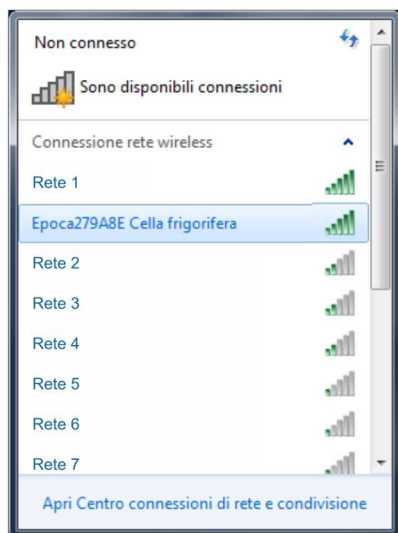 Non connesso
Sono disponibili connessioni
Connessione rete wireless
Rete 1
Epoca279A8E Cella frigorifera
Rete 2
Rete 3
Rete 4
Rete 5
Rete 6
Rete 7
Apri Centro connessioni di rete e condivisione